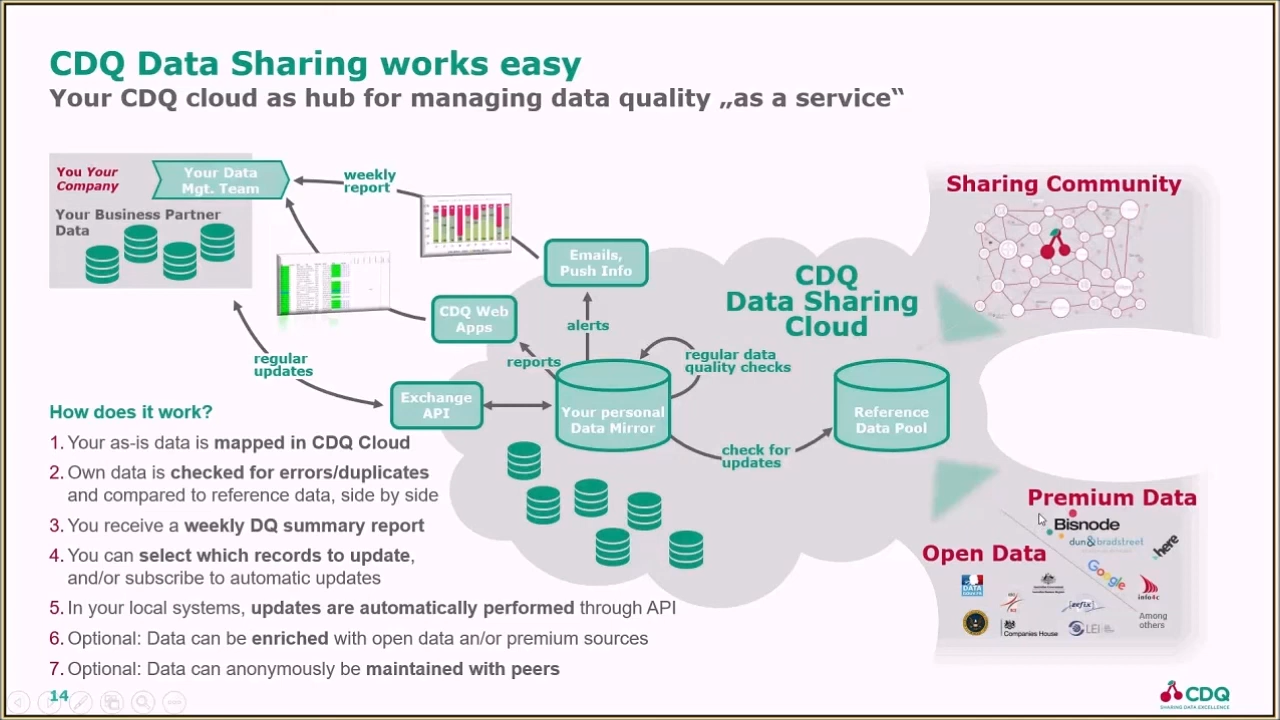 CDQ Data Sharing works easy
Your CDQ cloud as hub for managing data quality „as a service“
You Your
Company
Your Data
Mgt. Team
Your Business Partner
Data
weekly
report
Emails,
Push Info
CDQ Web
Apps
alerts
reports
regular
updates
Exchange
API
CDQ
Data Sharing
Cloud
regular data
quality checks
Your personal
Data Mirror
check for
updates
Reference
Data Pool
Sharing Community
How does it work?
1. Your as-is data is mapped in CDQ Cloud
2. Own data is checked for errors/duplicates
and compared to reference data, side by side
3. You receive a weekly DQ summary report
4. You can select which records to update,
and/or subscribe to automatic updates
5. In your local systems, updates are automatically performed through API
6. Optional: Data can be enriched with open data an/or premium sources
7. Optional: Data can anonymously be maintained with peers
Premium Data
Bisnode
dun&bradstreet
here
Google
info4c
Among
others
Open Data
DATA
zefix
Companies House
LEI
14
CDQ
SHARING DATA EXCELLENCE